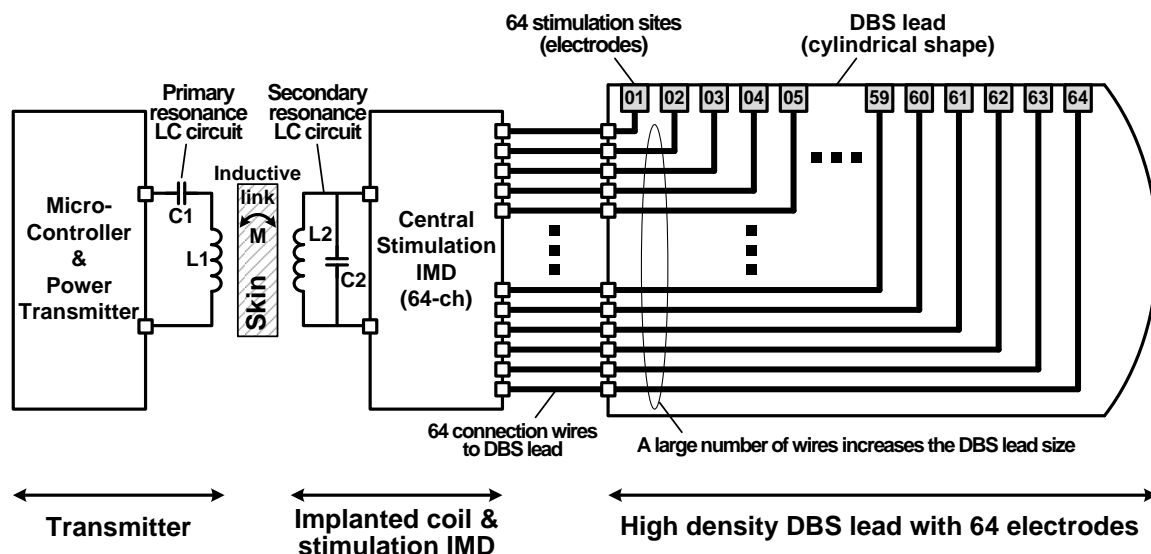 64 stimulation sites
(electrodes)
DBS lead
(cylindrical shape)
Primary
resonance
LC circuit
Secondary
resonance
LC circuit
01 02 03 04 05 59 60 61 62 63 64
Inductive
link
M
Skin
C1
L1
L2
C2
Micro-
Controller
&
Power
Transmitter
Central
Stimulation
IMD
(64-ch)
64 connection wires
to DBS lead
A large number of wires increases the DBS lead size
Transmitter
Implanted coil &
stimulation IMD
High density DBS lead with 64 electrodes